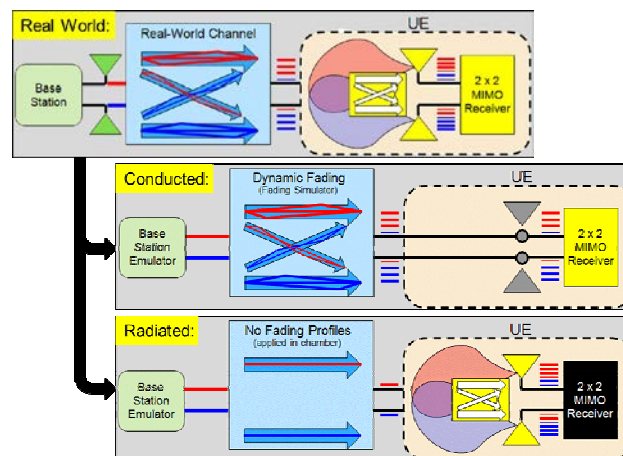 Real World:
Real-World Channel
UE
Base
Station
2 x 2
MIMO
Receiver
Conducted:
Dynamic Fading
(Fading Simulator)
UE
Base
Station
Emulator
2 x 2
MIMO
Receiver
Radiated:
No Fading Profiles
(applied in chamber)
UE
Base
Station
Emulator
2 x 2
MIMO
Receiver